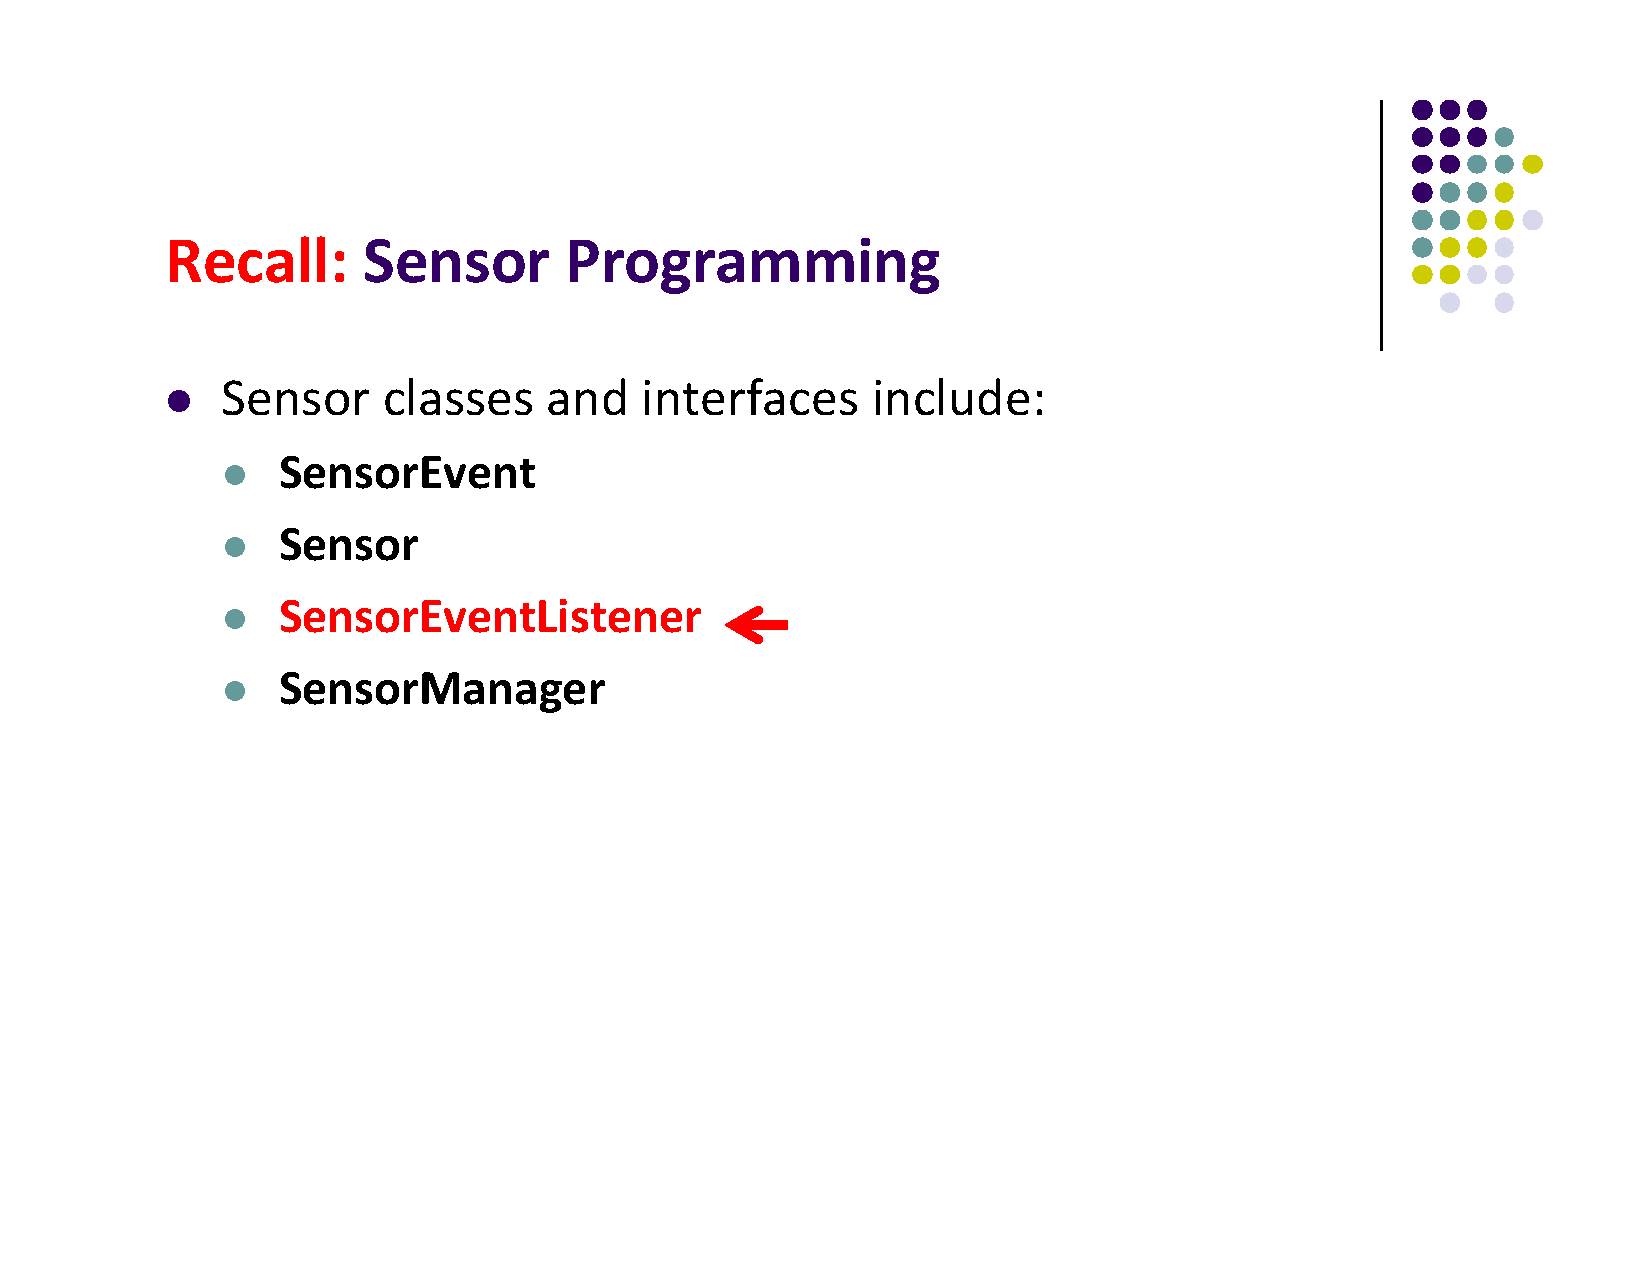 Recall: Sensor Programming
Sensor classes and interfaces include:
SensorEvent
Sensor
SensorEventListener
SensorManager